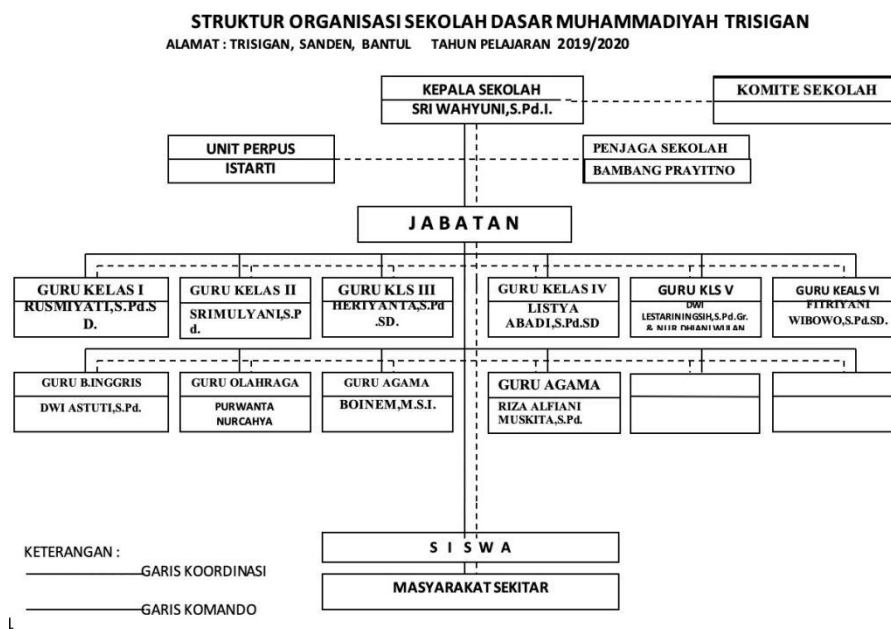 STRUKTUR ORGANISASI SEKOLAH DASAR MUHAMMADIYAH TRISIGAN
ALAMAT : TRISIGAN, SANDEN, BANTUL TAHUN PELAJARAN 2019/2020
KEPALA SEKOLAH
SRI WAHYUNI,S.Pd.I.
KOMITE SEKOLAH
UNIT PERPUS
ISTARTI
PENJAGA SEKOLAH
BAMBANG PRAYITNO
JABATAN
GURU KELAS I
RUSMIYATI,S.Pd.S
D.
GURU KELAS II
SRIMULYANI,S.P
d.
GURU KLS III
HERIYANTA,S.Pd
.SD.
GURU KELAS IV
LISTYA
ABADI,S.Pd.SD
GURU KLS V
DWI
LESTARININGSIH,S.Pd.Gr.
& NUR DHIANI WULAN
GURU KEALS VI
FITRIYANI
WIBOWO,S.Pd.SD.
GURU B.INGGRIS
DWI ASTUTI,S.Pd.
GURU OLAHRAGA
PURWANTA
NURCAHYA
GURU AGAMA
BOINEM,M.S.I.
GURU AGAMA
RIZA ALFIANI
MUSKITA,S.Pd.
SISWA
MASYARAKAT SEKITAR
KETERANGAN :
GARIS KOORDINASI
GARIS KOMANDO